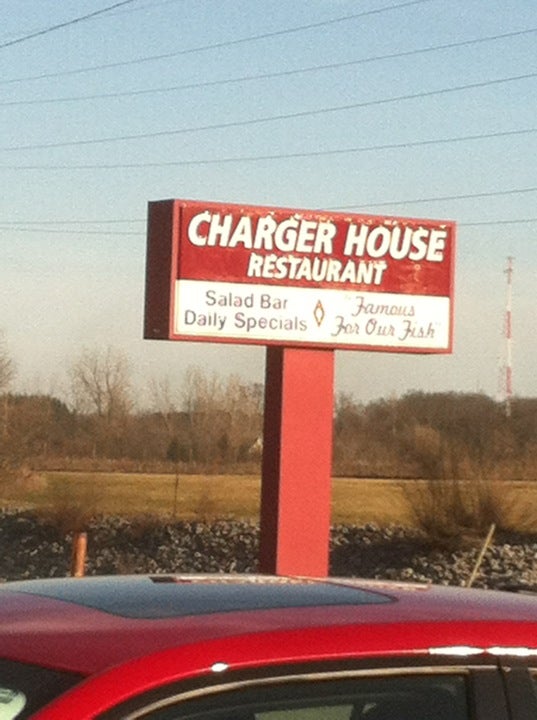 CHARGER HOUSE
RESTAURANT
Salad Bar
Daily Specials
"Famous
For Our Fish"